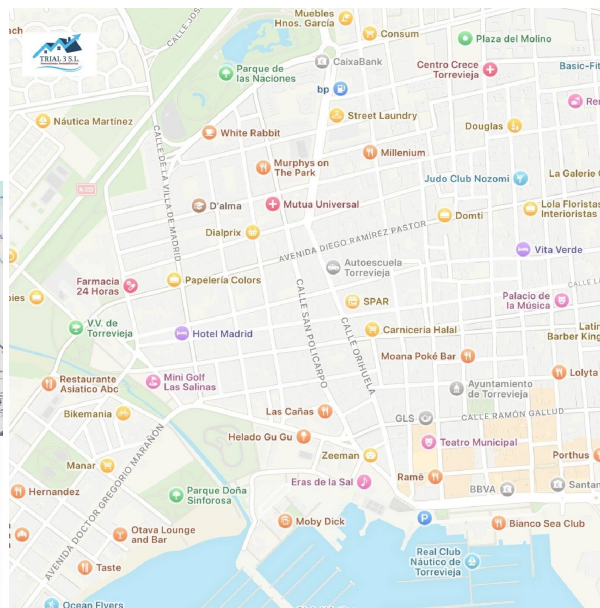 Muebles
Hnos. García
Consum
Plaza del Molino
TRIAL 3 S.L.
CALLE JOS
Parque de
las Naciones
CaixaBank
Centro Crece
Torrevieja
Basic-Fit
bp
Náutica Martínez
Street Laundry
Douglas
White Rabbit
Millenium
Murphys on
The Park
La Galeria
Judo Club Nozomi
CALLE DE LA VILLA DE MADRID
D'alma
Mutua Universal
Domti
Lola Floristas
Interioristas
Dialprix
AVENIDA DIEGO RAMÍREZ PASTOR
Vita Verde
Autoescuela
Torrevieja
Farmacia
24 Horas
Papelería Colors
CALLE SAN POLICARPO
SPAR
Palacio de
la Música
V.V. de
Torrevieja
Hotel Madrid
CALLE ORIHUELA
Carniceria Halal
Latin
Barber King
Moana Poké Bar
Lolyta
Restaurante
Asiatico Abc
Mini Golf
Las Salinas
Ayuntamiento
de Torrevieja
Bikemania
Las Cañas
GLS
CALLE RAMÓN GALLUD
Helado Gu Gu
Teatro Municipal
Zeeman
Porthus
Manar
AVENIDA DOCTOR GREGORIO MARAÑÓN
Eras de la Sal
Ramē
Hernandez
Parque Doña
Sinforosa
BBVA
Santan
Otava Lounge
and Bar
Moby Dick
P
Bianco Sea Club
Taste
Real Club
Náutico de
Torrevieja
Ocean Flyers